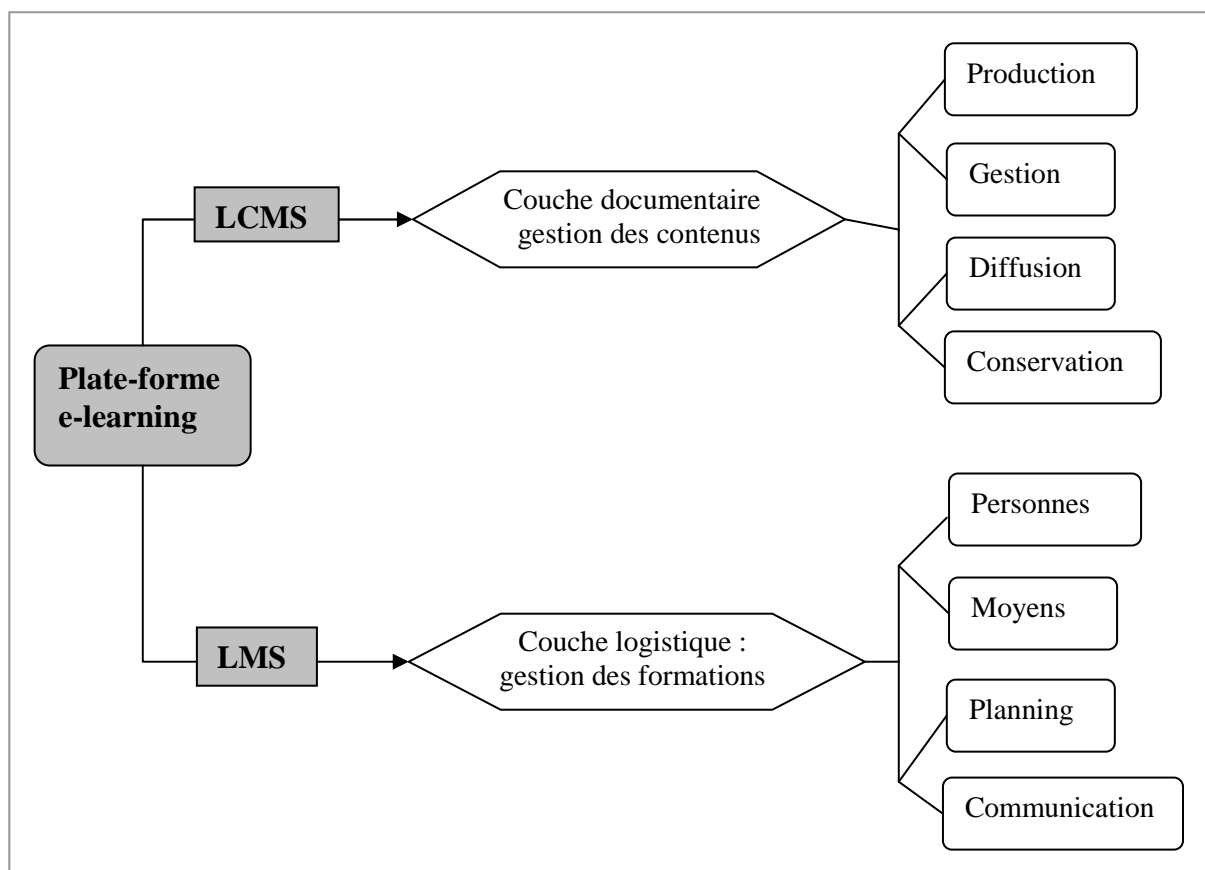 Production
Gestion
LCMS
Couche documentaire
gestion des contenus
Diffusion
Conservation
Plate-forme
e-learning
Personnes
Moyens
LMS
Couche logistique :
gestion des formations
Planning
Communication